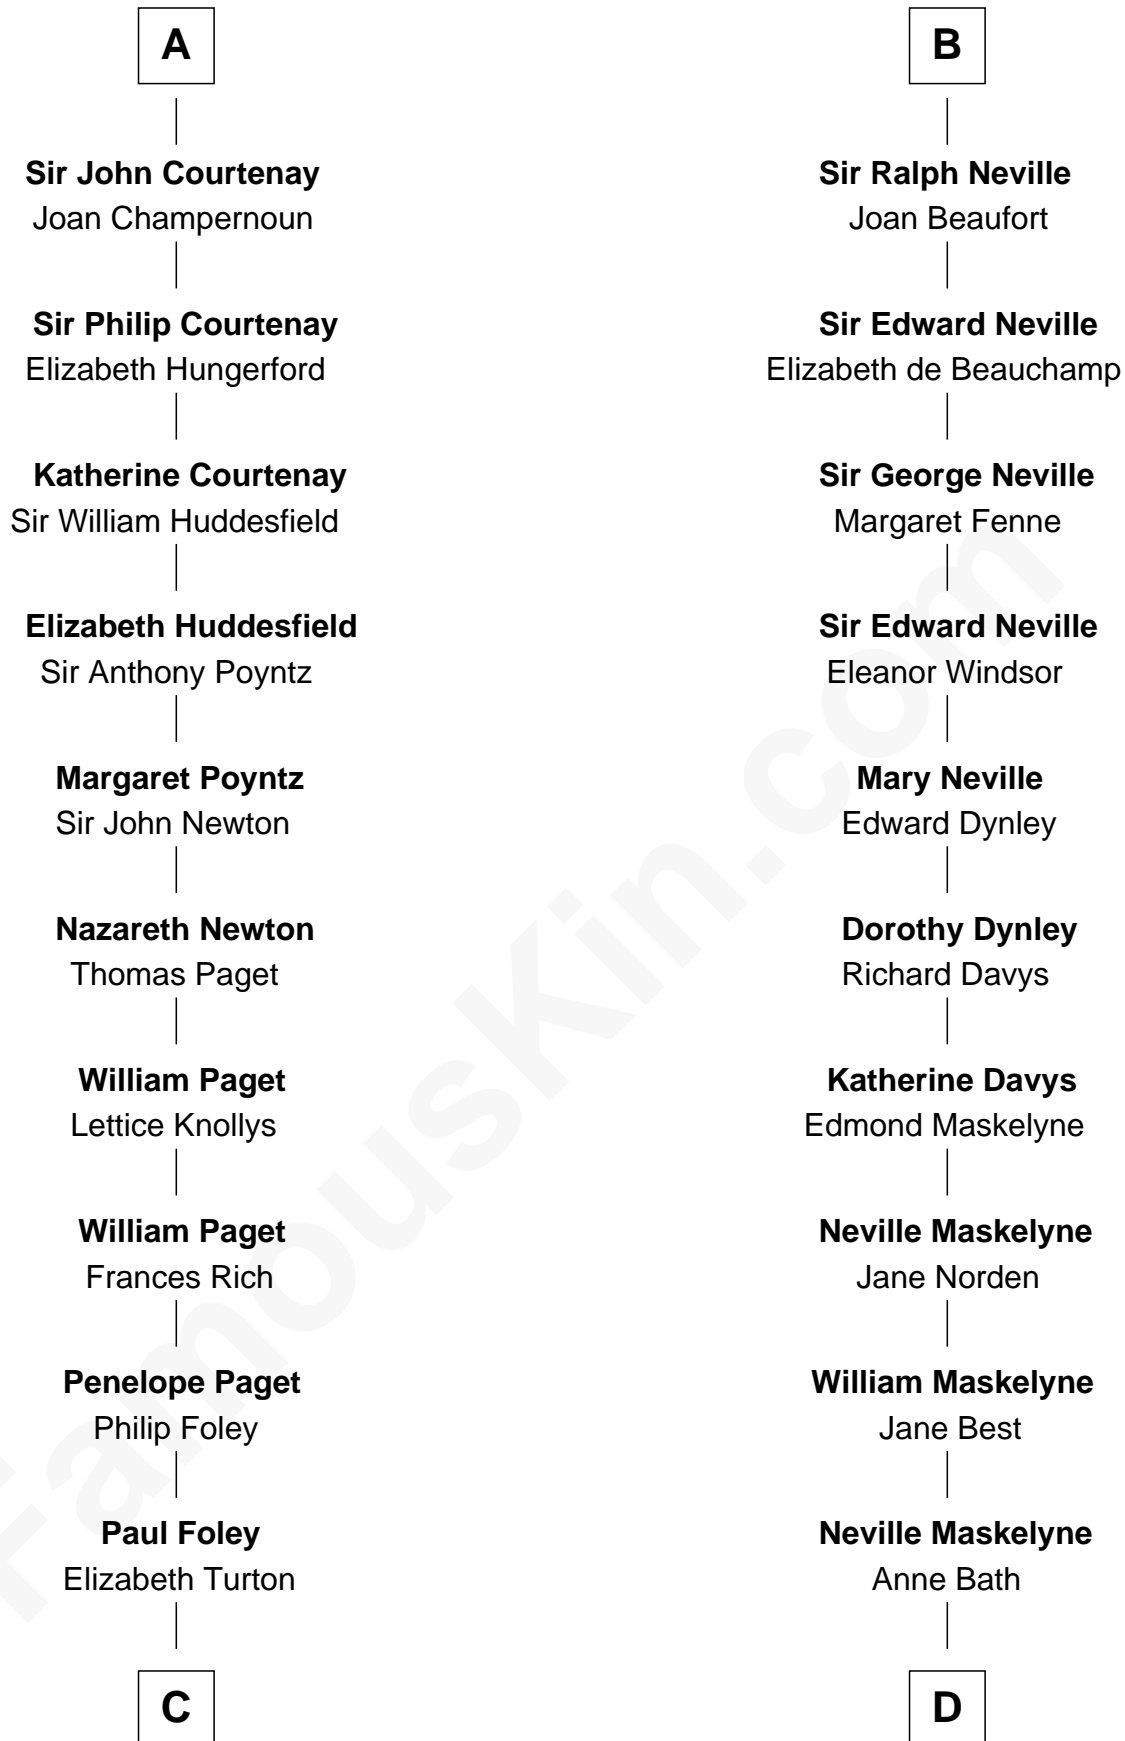 A
Sir John Courtenay
Joan Champernoun
Sir Philip Courtenay
Elizabeth Hungerford
Katherine Courtenay
Sir William Huddesfield
Elizabeth Huddesfield
Sir Anthony Poyntz
Margaret Poyntz
Sir John Newton
Nazareth Newton
Thomas Paget
William Paget
Lettice Knollys
William Paget
Frances Rich
Penelope Paget
Philip Foley
Paul Foley
Elizabeth Turton
C
B
Sir Ralph Neville
Joan Beaufort
Sir Edward Neville
Elizabeth de Beauchamp
Sir George Neville
Margaret Fenne
Sir Edward Neville
Eleanor Windsor
Mary Neville
Edward Dynley
Dorothy Dynley
Richard Davys
Katherine Davys
Edmond Maskelyne
Neville Maskelyne
Jane Norden
William Maskelyne
Jane Best
Neville Maskelyne
Anne Bath
D
FamousKin.com